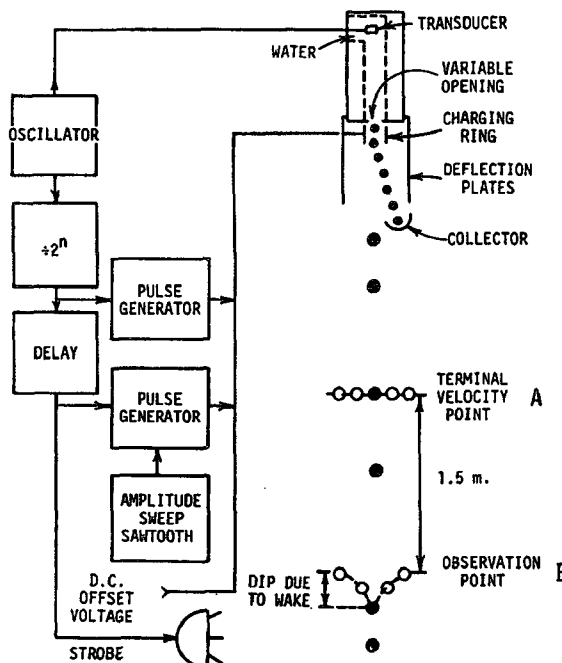 TRANSDUCER
WATER
VARIABLE
OPENING
OSCILLATOR
CHARGING
RING
DEFLECTION
PLATES
COLLECTOR
÷2ⁿ
PULSE
GENERATOR
DELAY
PULSE
GENERATOR
TERMINAL
VELOCITY
POINT
A
1.5 m.
AMPLITUDE
SWEEP
SAWTOOTH
OBSERVATION
POINT
D.C.
OFFSET
VOLTAGE
DIP DUE
TO WAKE
STROBE